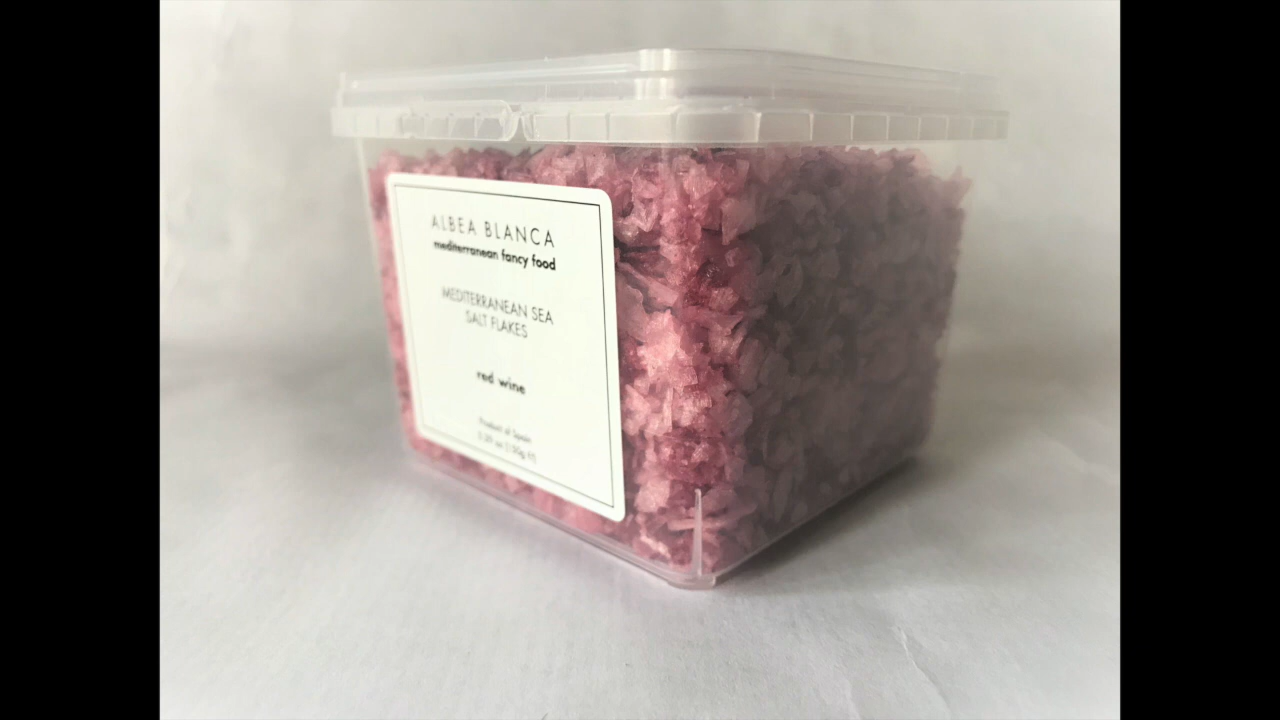 ALBEA BLANCA
mediterranean fancy food
MEDITERRANEAN SEA
SALT FLAKES
red wine
Product of Spain